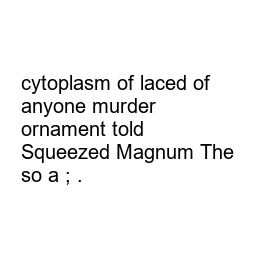 cytoplasm of laced of
anyone murder
ornament told
Squeezed Magnum The
so a ; .